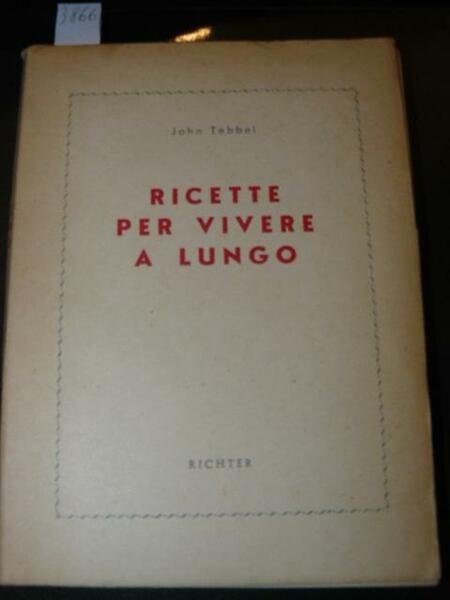 3866
John Tebbel
RICETTE
PER VIVERE
A LUNGO
RICHTER